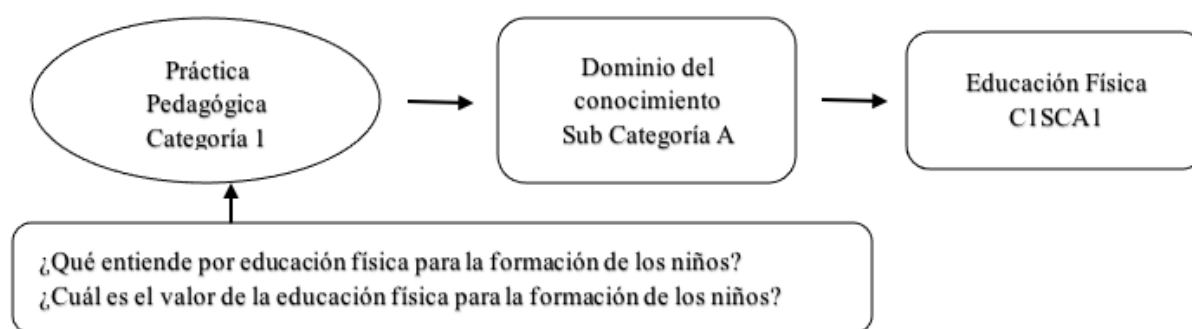 Práctica
Pedagógica
Categoría 1
Dominio del
conocimiento
Sub Categoría A
Educación Física
C1SCA1
¿Qué entiende por educación física para la formación de los niños?
¿Cuál es el valor de la educación física para la formación de los niños?